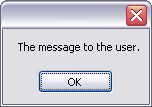 The message to the user.
OK